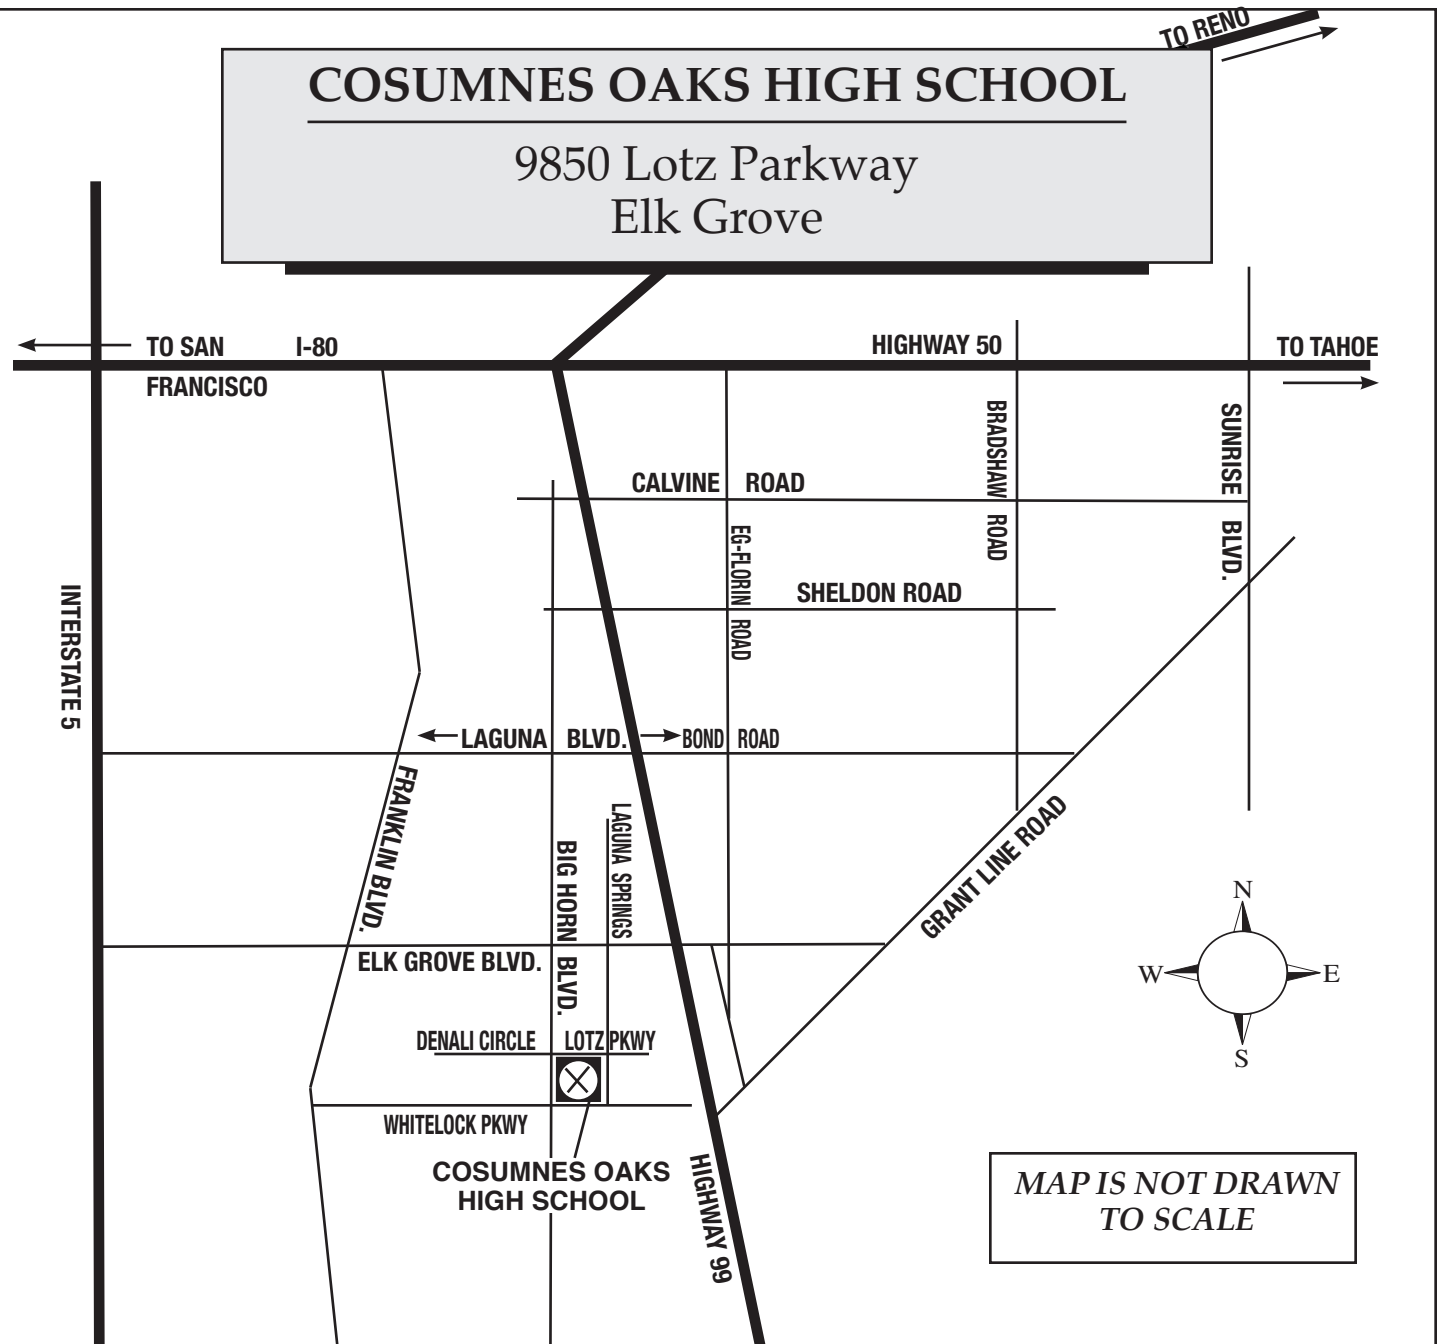 TO RENO
COSUMNES OAKS HIGH SCHOOL
9850 Lotz Parkway
Elk Grove
TO SAN
FRANCISCO
I-80
HIGHWAY 50
TO TAHOE
BRADSHAW ROAD
SUNRISE BLVD.
CALVINE ROAD
EG-FLORIN ROAD
SHELDON ROAD
INTERSTATE 5
LAGUNA BLVD.
BOND ROAD
FRANKLIN BLVD.
LAGUNA SPRINGS
BIG HORN BLVD.
GRANT LINE ROAD
ELK GROVE BLVD.
N
W
E
S
DENALI CIRCLE
LOTZ PKWY
WHITELOCK PKWY
COSUMNES OAKS
HIGH SCHOOL
HIGHWAY 99
MAP IS NOT DRAWN
TO SCALE